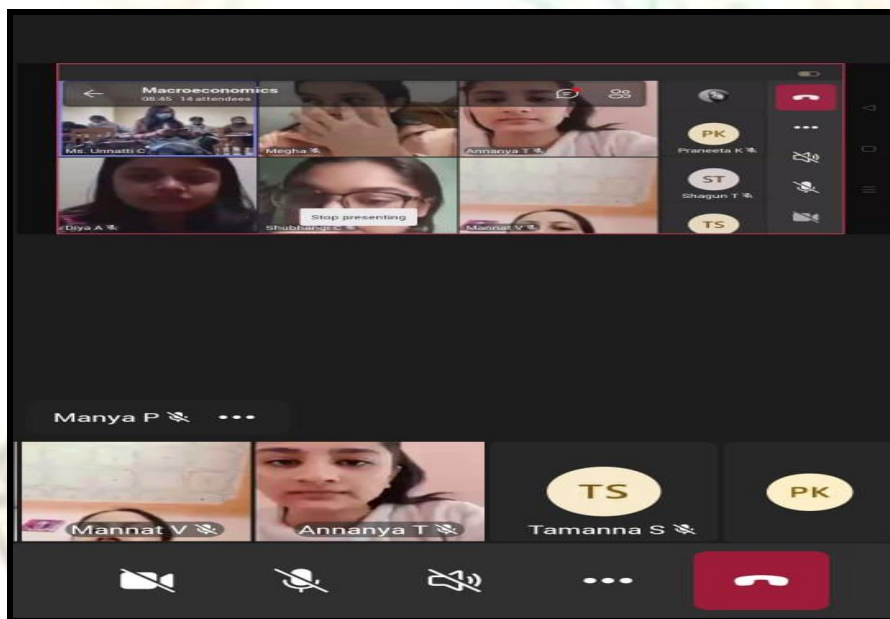 Macroeconomics
08:45 14 attendees
Ms. Unnatti C
Megha
Annanya T
PK
Praneeta K
ST
Shagun T
TS
Diya A
Shubhangi C
Mannat V
Stop presenting
Manya P
Mannat V
Annanya T
TS
Tamanna S
PK